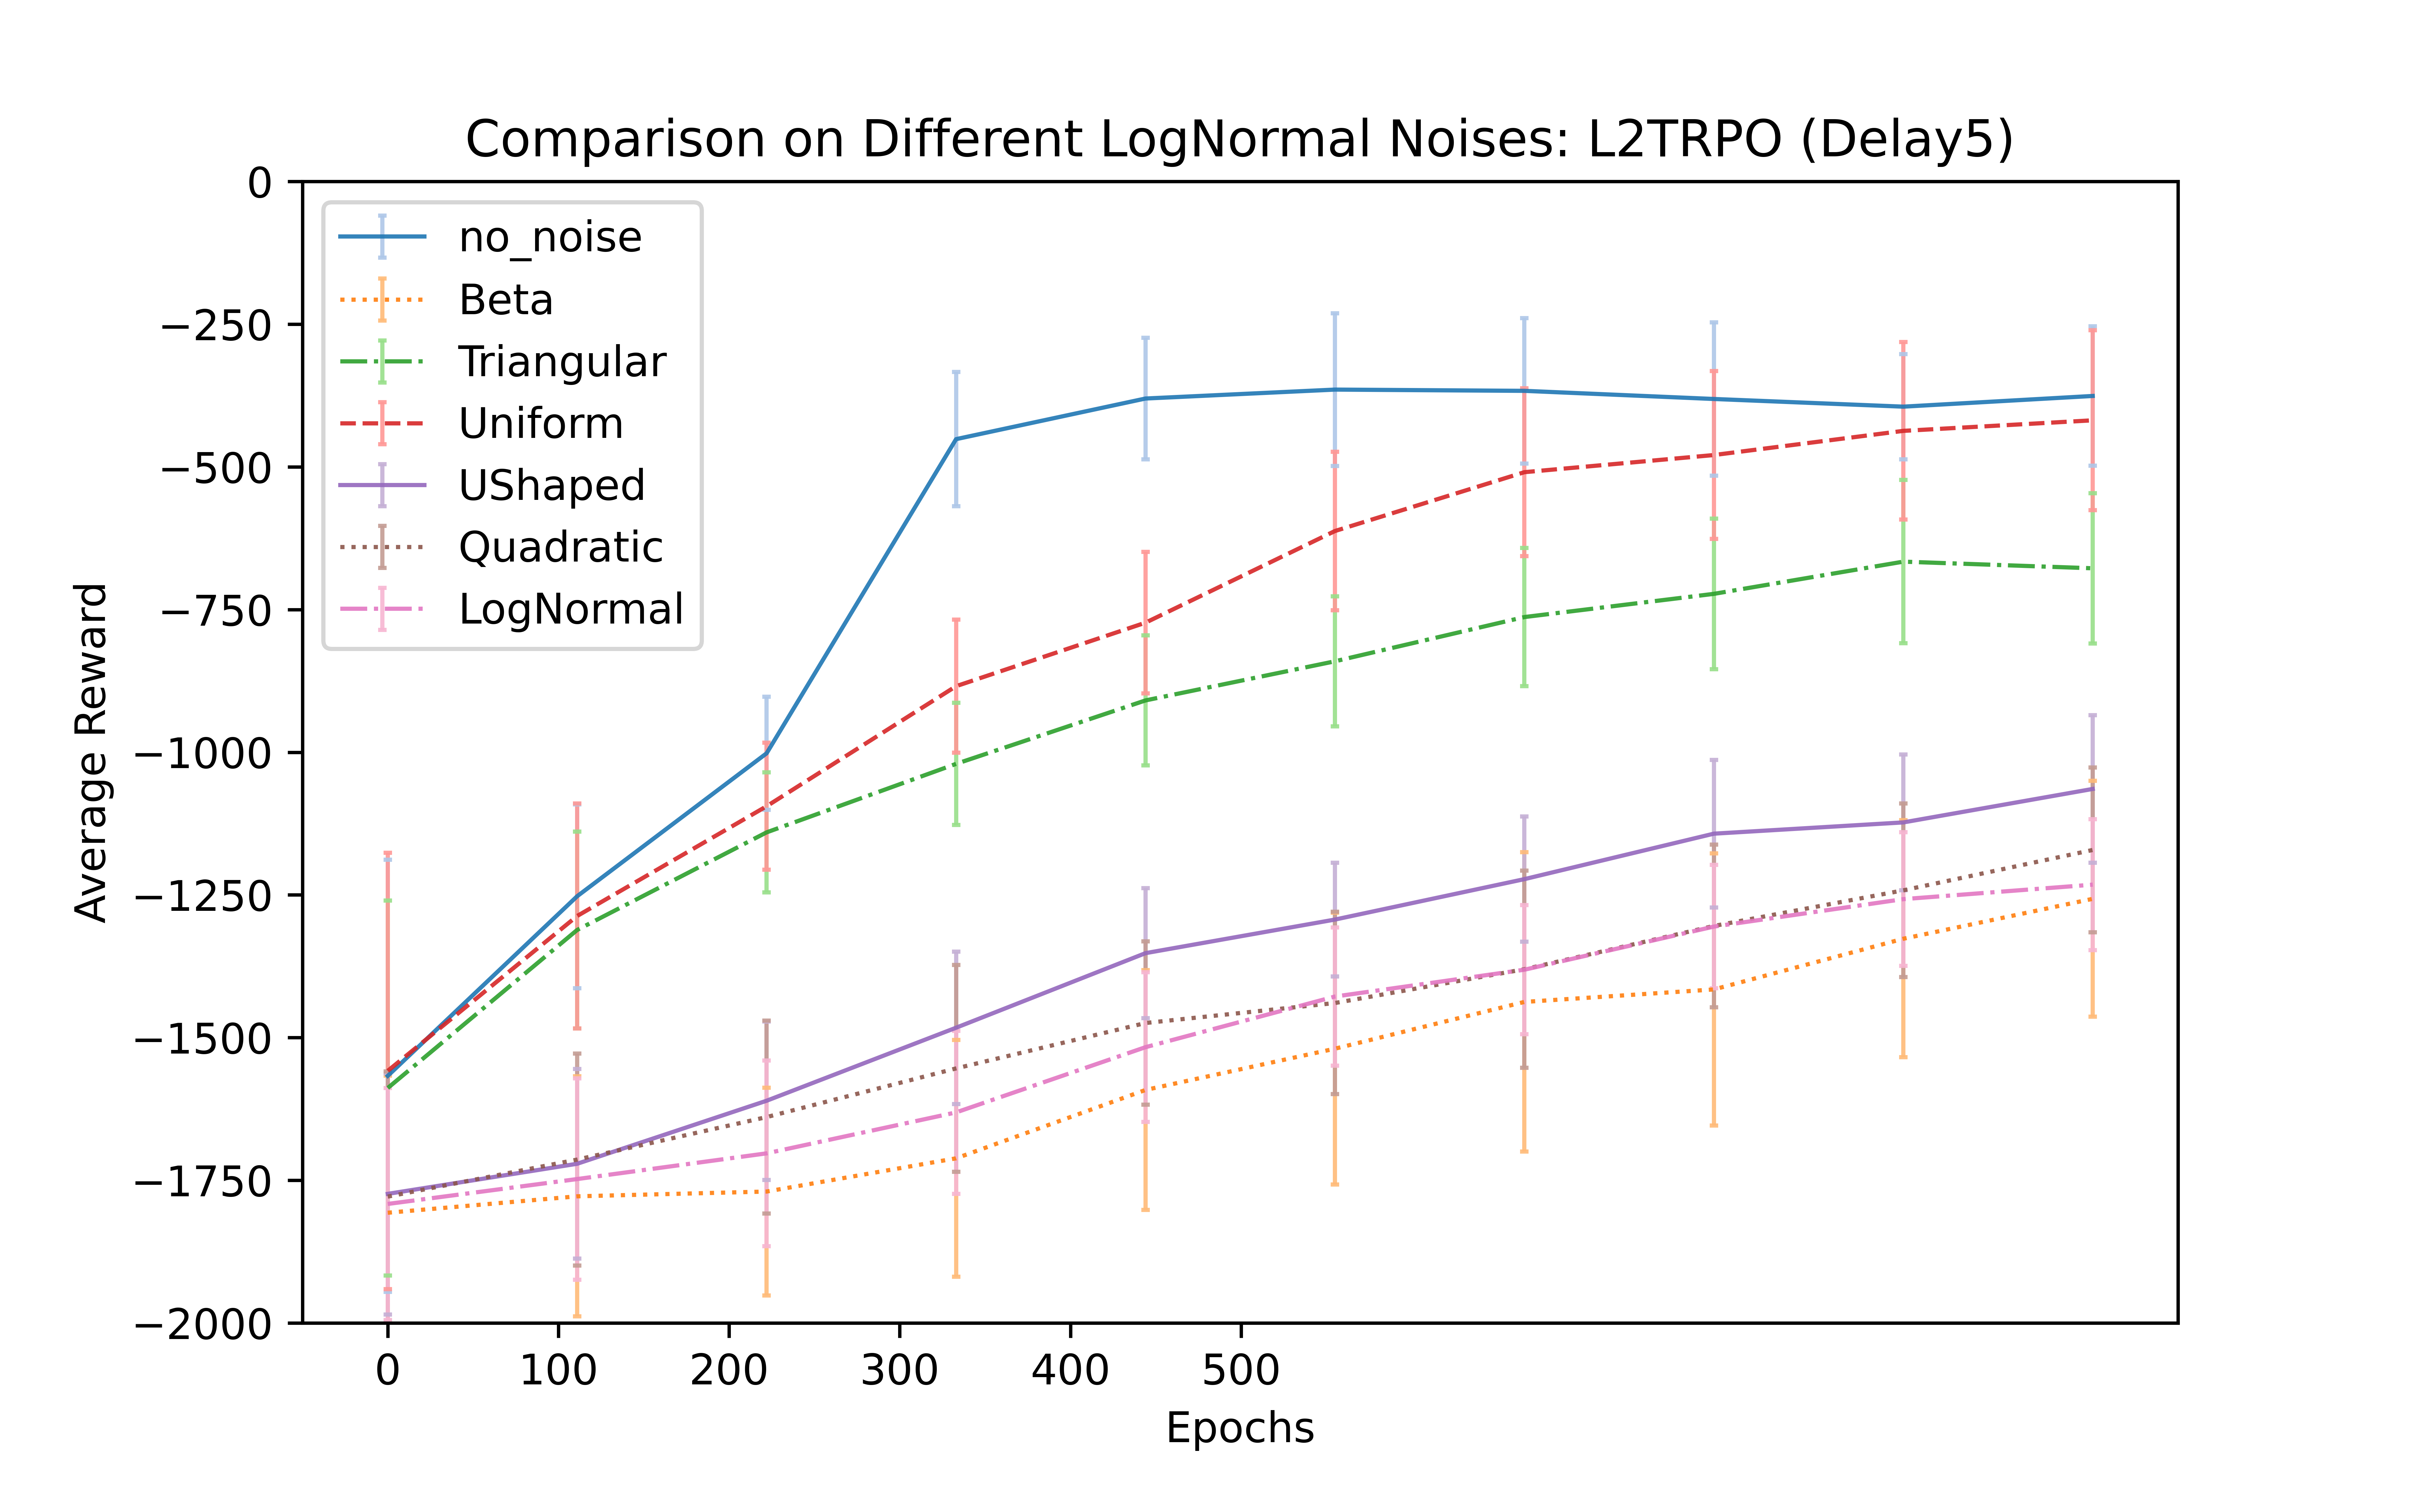 Comparison on Different LogNormal Noises: L2TRPO (Delay5)
0
−250
−500
−750
−1000
−1250
−1500
−1750
−2000
Average Reward
no_noise
Beta
Triangular
Uniform
UShaped
Quadratic
LogNormal
0 100 200 300 400 500
Epochs